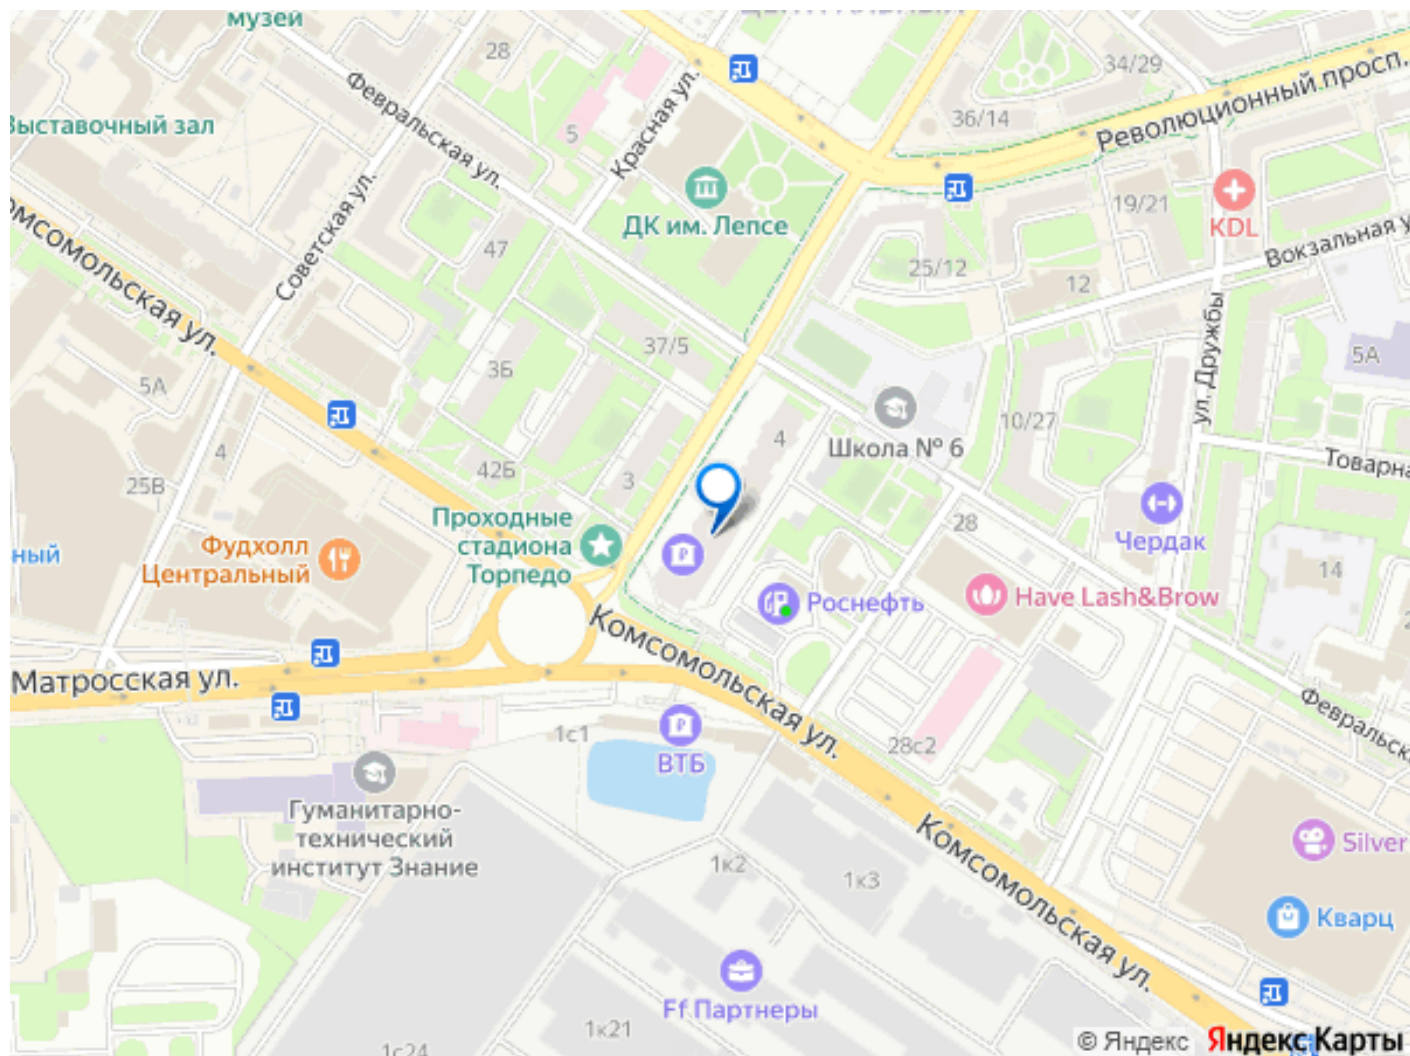 музей
28
34/29
Революционный просп.
36/14
Выставочный зал
Февральская ул.
5
Красная ул.
Советская ул.
ДК им. Лепсе
19/21
KDL
Вокзальная у
47
25/12
12
Комсомольская ул.
37/5
5А
3Б
ул. Дружбы
5А
4
Школа № 6
10/27
Товарна
4
25В
42Б
3
28
Проходные
стадиона
Торпедо
Чердак
ный
Фудхолл
Центральный
14
Роснефть
Have Lash&Brow
Комсомольская ул.
Матросская ул.
Февральска
1с1
ВТБ
28с2
Гуманитарно-
технический
институт Знание
Silver
1к2
1к3
Комсомольская ул.
Кварц
Ff Партнеры
1к21
1с24
© Яндекс Яндекс Карты